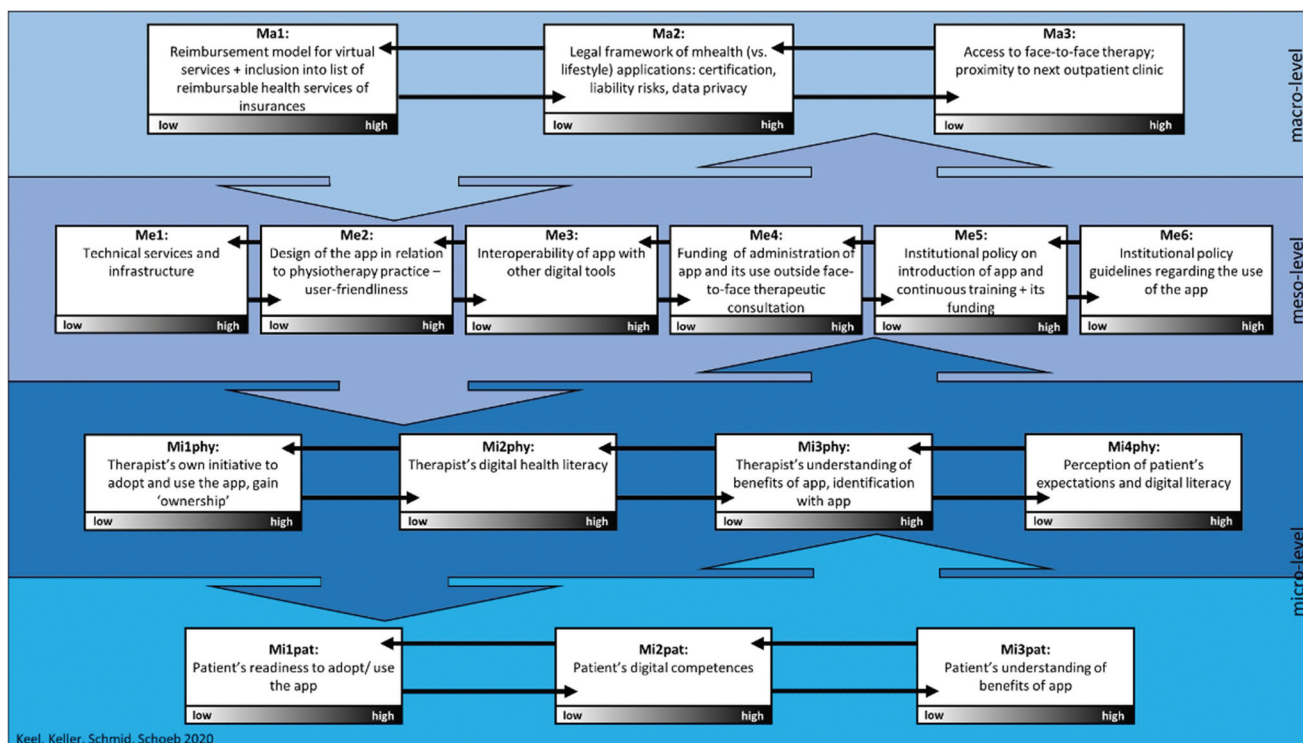 Ma1:
Reimbursement model for virtual
services + inclusion into list of
reimbursable health services of
insurances
low high
Ma2:
Legal framework of mhealth (vs.
lifestyle) applications: certification,
liability risks, data privacy
low high
Ma3:
Access to face-to-face therapy;
proximity to next outpatient clinic
low high
macro-level
Me1:
Technical services and
infrastructure
low high
Me2:
Design of the app in relation
to physiotherapy practice –
user-friendliness
low high
Me3:
Interoperability of app with
other digital tools
low high
Me4:
Funding of administration of
app and its use outside face-
to-face therapeutic
consultation
low high
Me5:
Institutional policy on
introduction of app and
continuous training + its
funding
low high
Me6:
Institutional policy
guidelines regarding the use
of the app
low high
meso-level
Mi1phy:
Therapist's own initiative to
adopt and use the app, gain
'ownership'
low high
Mi2phy:
Therapist's digital health literacy
low high
Mi3phy:
Therapist's understanding of
benefits of app, identification
with app
low high
Mi4phy:
Perception of patient's
expectations and digital literacy
low high
micro-level
Mi1pat:
Patient's readiness to adopt/ use
the app
low high
Mi2pat:
Patient's digital competences
low high
Mi3pat:
Patient's understanding of
benefits of app
low high
Keel, Keller, Schmid, Schoeb 2020